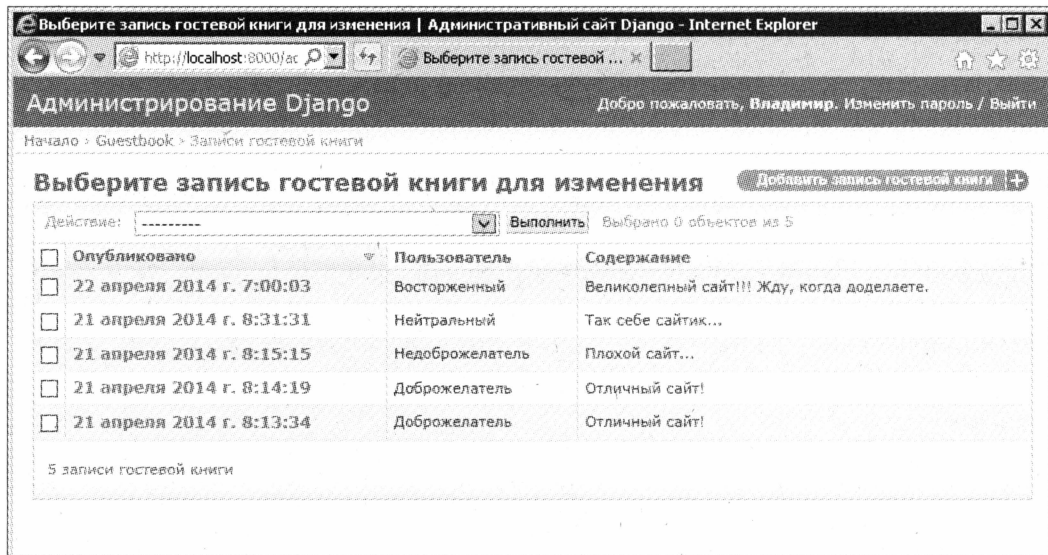 Выберите запись гостевой книги для изменения | Административный сайт Django - Internet Explorer
http://localhost:8000/ac
Выберите запись гостевой ...
Администрирование Django
Добро пожаловать, Владимир. Изменить пароль / Выйти
Начало › Guestbook › Записи гостевой книги
Выберите запись гостевой книги для изменения
Добавить запись гостевой книги +
Действие: --------- Выполнить Выбрано 0 объектов из 5
Опубликовано Пользователь Содержание
22 апреля 2014 г. 7:00:03 Восторженный Великолепный сайт!!! Жду, когда доделаете.
21 апреля 2014 г. 8:31:31 Нейтральный Так себе сайтик...
21 апреля 2014 г. 8:15:15 Недоброжелатель Плохой сайт...
21 апреля 2014 г. 8:14:19 Доброжелатель Отличный сайт!
21 апреля 2014 г. 8:13:34 Доброжелатель Отличный сайт!
5 записи гостевой книги